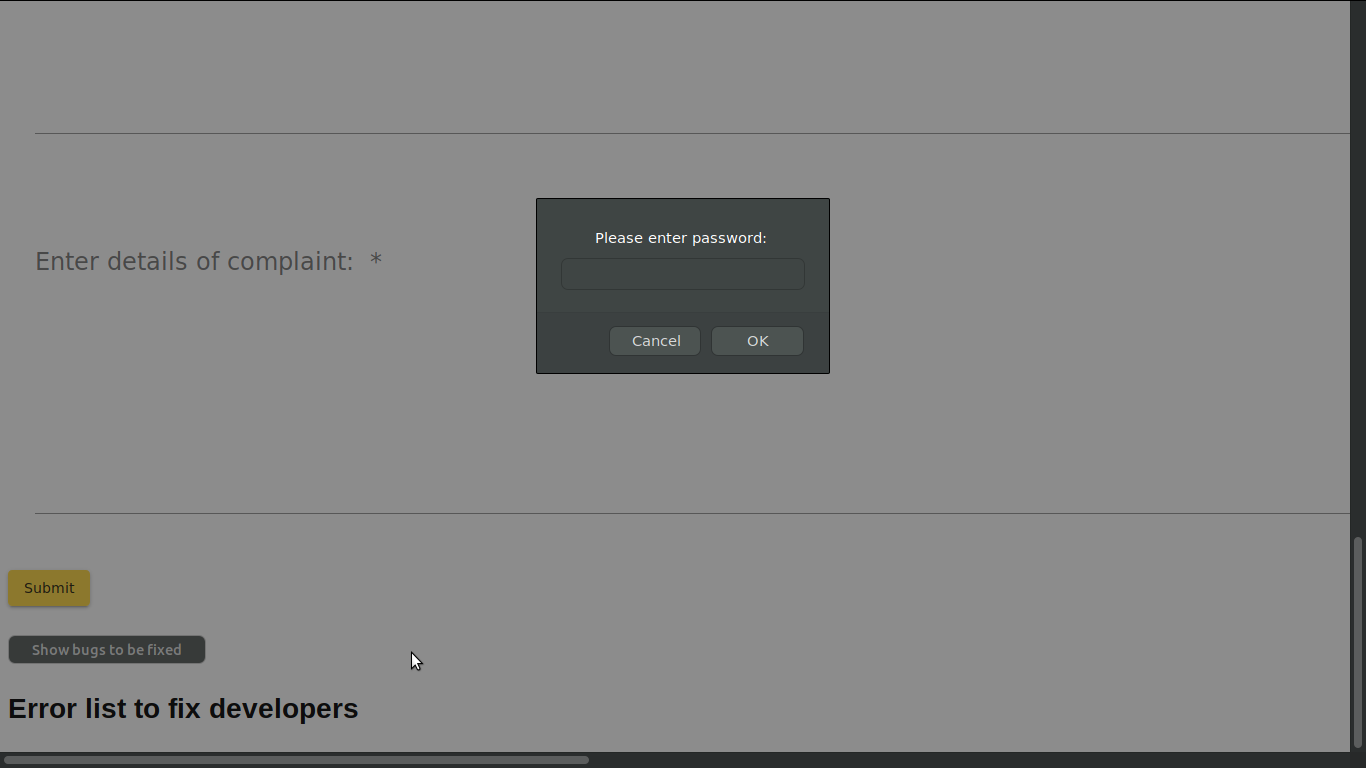 Please enter password:
Enter details of complaint:  *
Cancel
OK
Submit
Show bugs to be fixed
Error list to fix developers